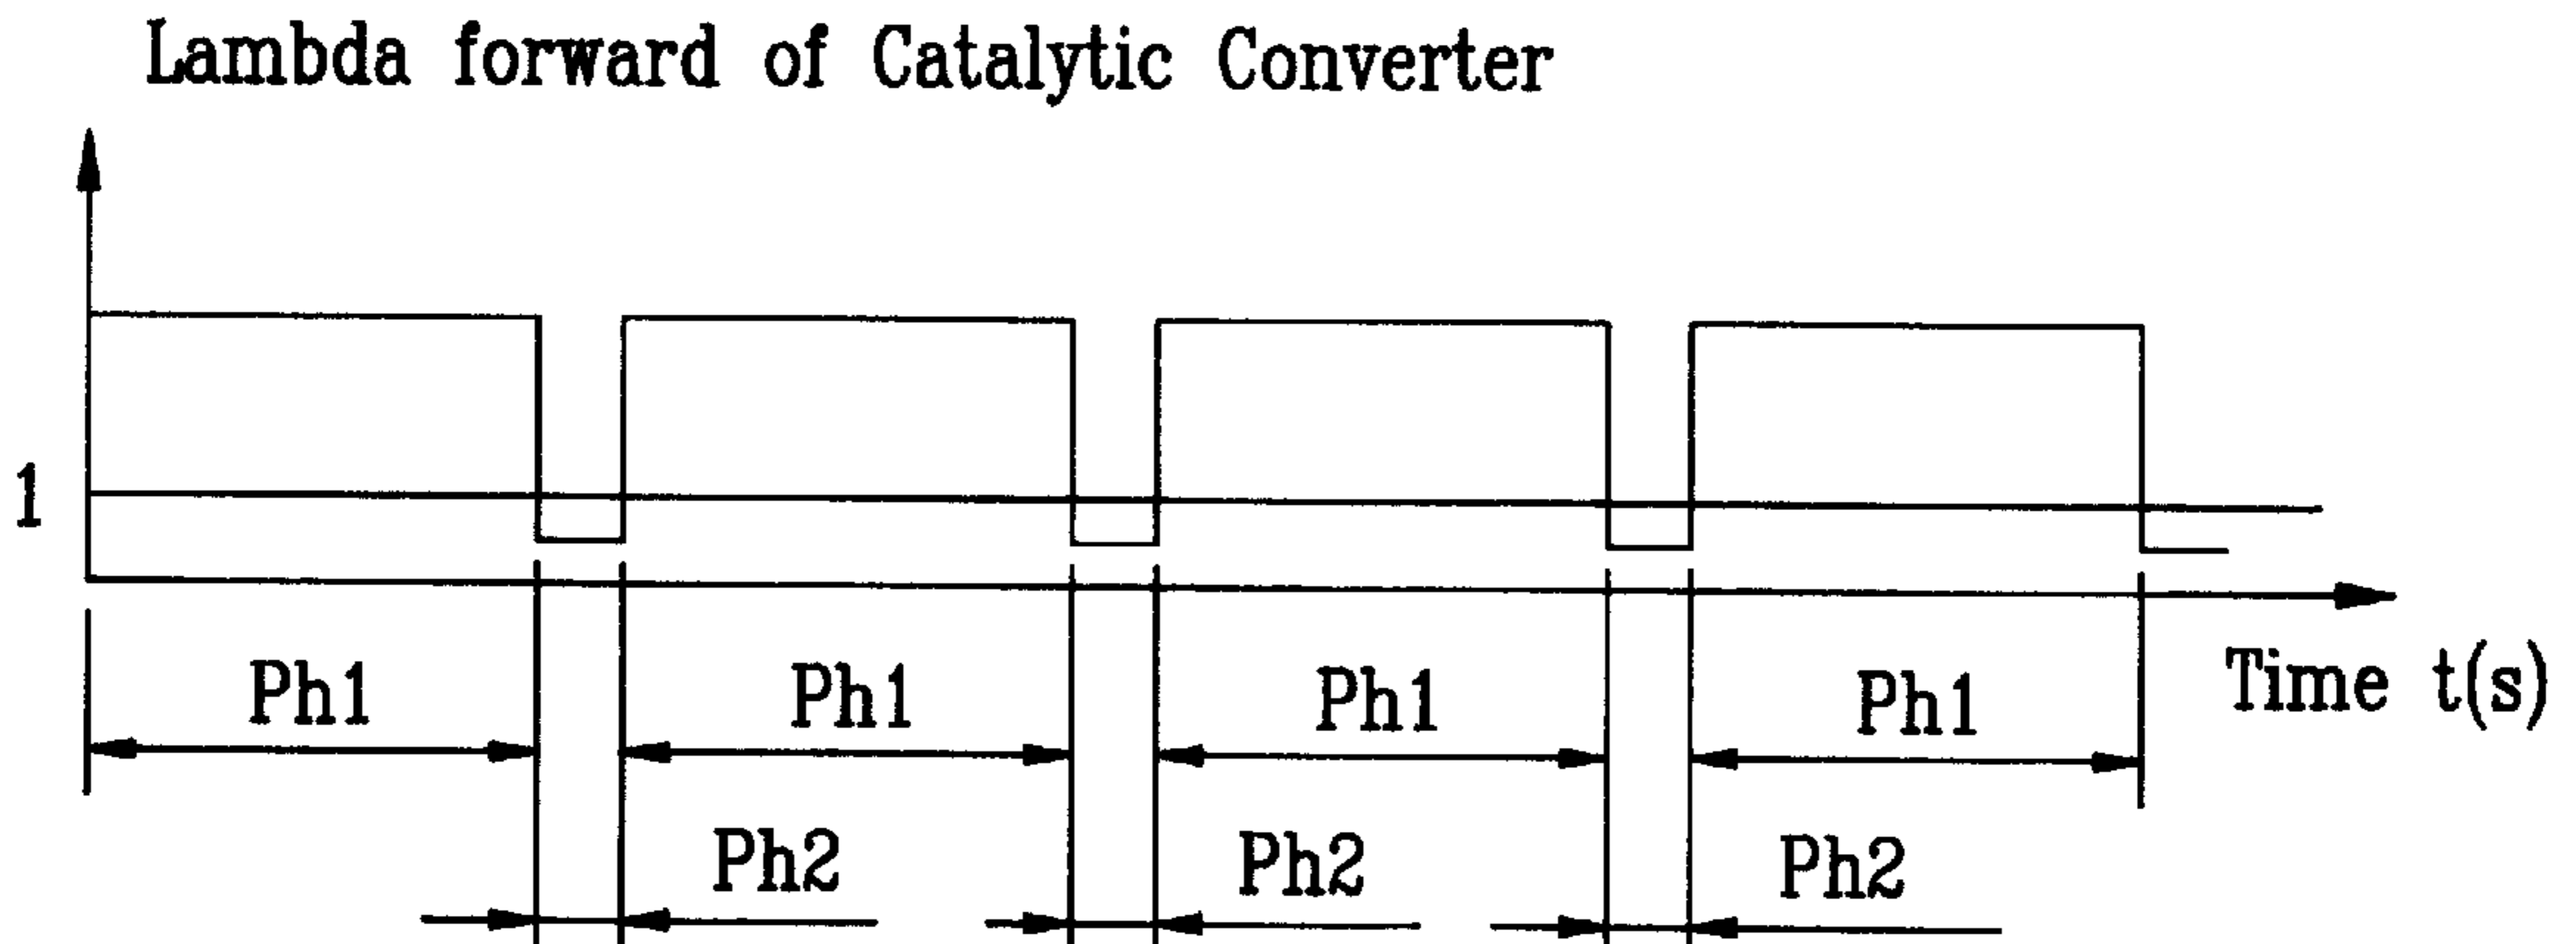 Lambda forward of Catalytic Converter
1
Ph1 Ph1 Ph1 Ph1 Time t(s)
Ph2 Ph2 Ph2